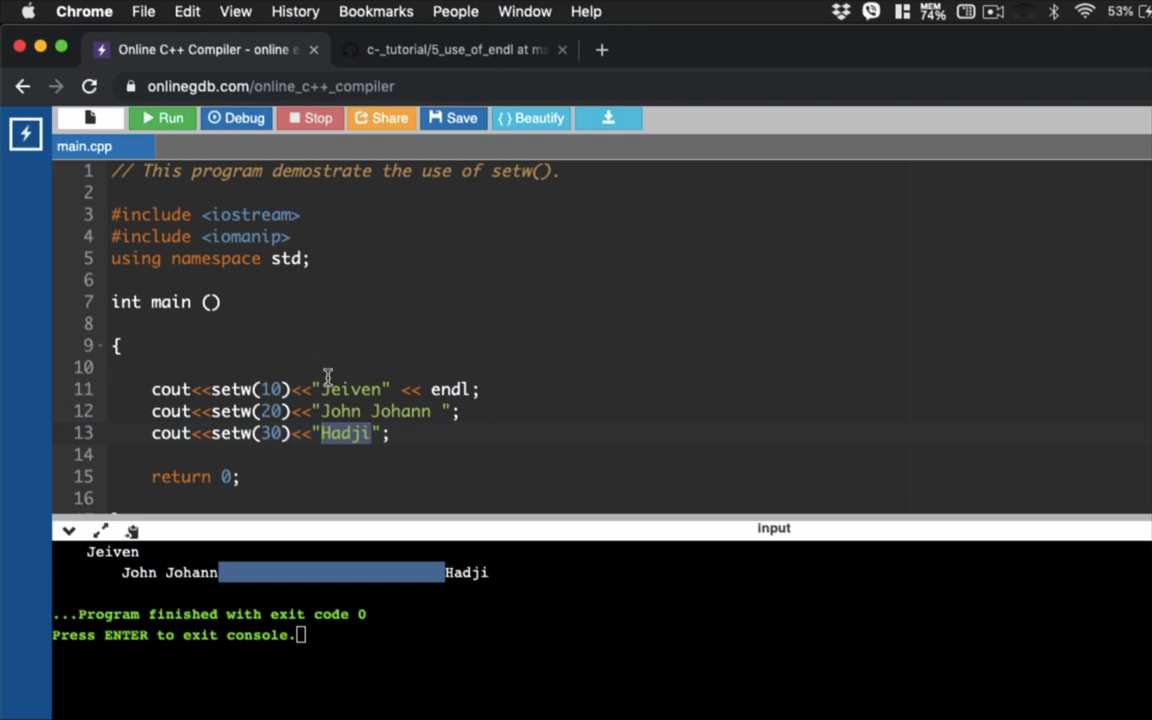 Chrome File Edit View History Bookmarks People Window Help MEM 74% 53%
Online C++ Compiler - online e c-_tutorial/5_use_of_endl at ma
onlinegdb.com/online_c++_compiler
Run Debug Stop Share Save { } Beautify
main.cpp
1 // This program demostrate the use of setw().
2
3 #include <iostream>
4 #include <iomanip>
5 using namespace std;
6
7 int main ()
8
9 {
10
11 cout<<setw(10)<<"Jeiven" << endl;
12 cout<<setw(20)<<"John Johann ";
13 cout<<setw(30)<<"Hadji";
14
15 return 0;
16
input
Jeiven
John Johann Hadji
...Program finished with exit code 0
Press ENTER to exit console.